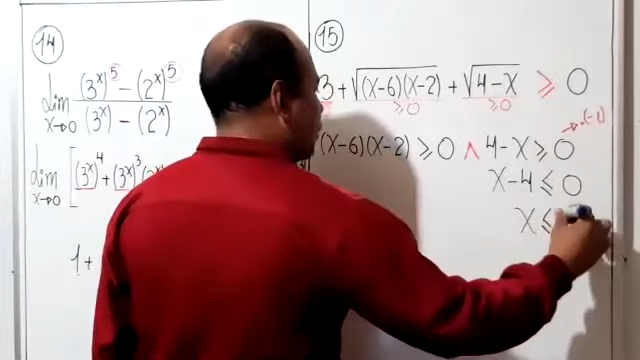 14
lim x→0 ((3^x)^5 − (2^x)^5) / ((3^x) − (2^x))
lim x→0 [(3^x)^4 + (3^x)^3 (2^x)
1+
15
3 + √((x-6)(x-2)) + √(4-x) ≥ 0
≥0 ≥0
(x-6)(x-2) ≥ 0 ∧ 4-x ≥ 0 → ·(-1)
x-4 ≤ 0
x ≤